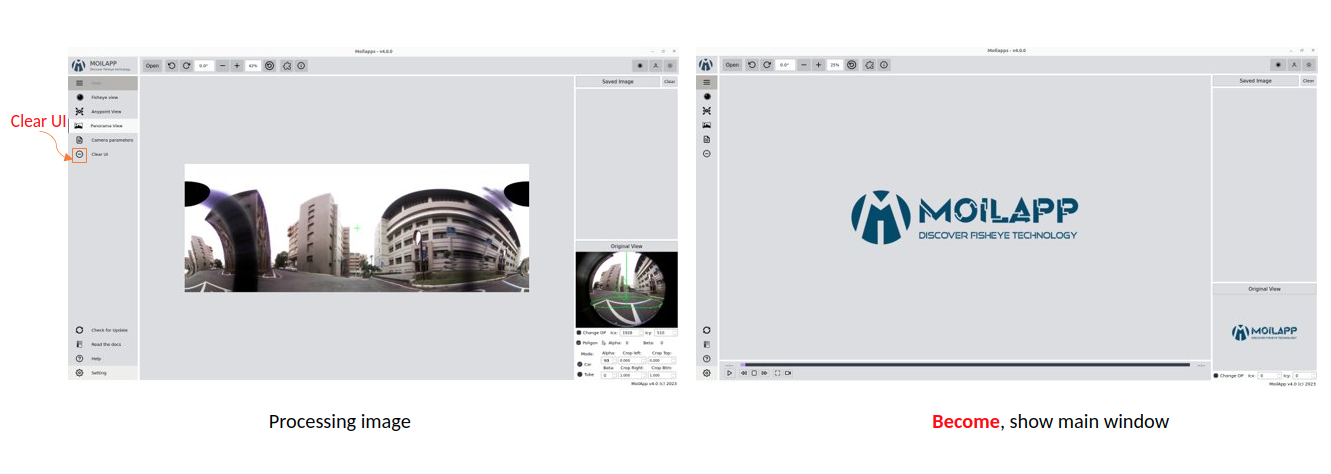 Moilapps - v4.0.0
MOILAPP
Discover Fisheye technology
Open
0.0°
43%
Saved Image
Clear
Fisheye view
Anypoint View
Clear UI
Panorama View
Camera parameters
Clear UI
Original View
Change OP Icx: 1928 Icy: 510
Poligon Alpha: 0 Beta: 0
Mode: Alpha: Crop left: Crop Top:
Car 90 0.000 0.000
Beta: Crop Right: Crop Btm:
Tube 0 1.000 1.000
MoilApp v4.0 (c) 2023
Check for Update
Read the docs
Help
Setting
Processing image
Moilapps - v4.0.0
Open
0.0°
25%
Saved Image
Clear
MOILAPP
DISCOVER FISHEYE TECHNOLOGY
Original View
MOILAPP
Change OP Icx: 0 Icy: 0
MoilApp v4.0 (c) 2023
--:--
--:--
Become, show main window